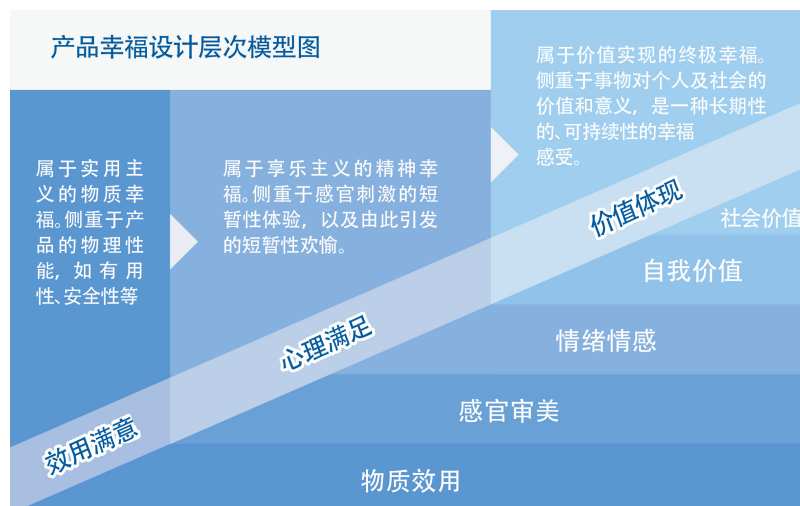 产品幸福设计层次模型图
属于实用主
义的物质幸
福。侧重于产
品的物理性
能，如有用
性、安全性等
属于享乐主义的精神幸
福。侧重于感官刺激的短
暂性体验，以及由此引发
的短暂性欢愉。
属于价值实现的终极幸福。
侧重于事物对个人及社会的
价值和意义，是一种长期性
的、可持续性的幸福
感受。
效用满意
心理满足
价值体现
社会价值
自我价值
情绪情感
感官审美
物质效用